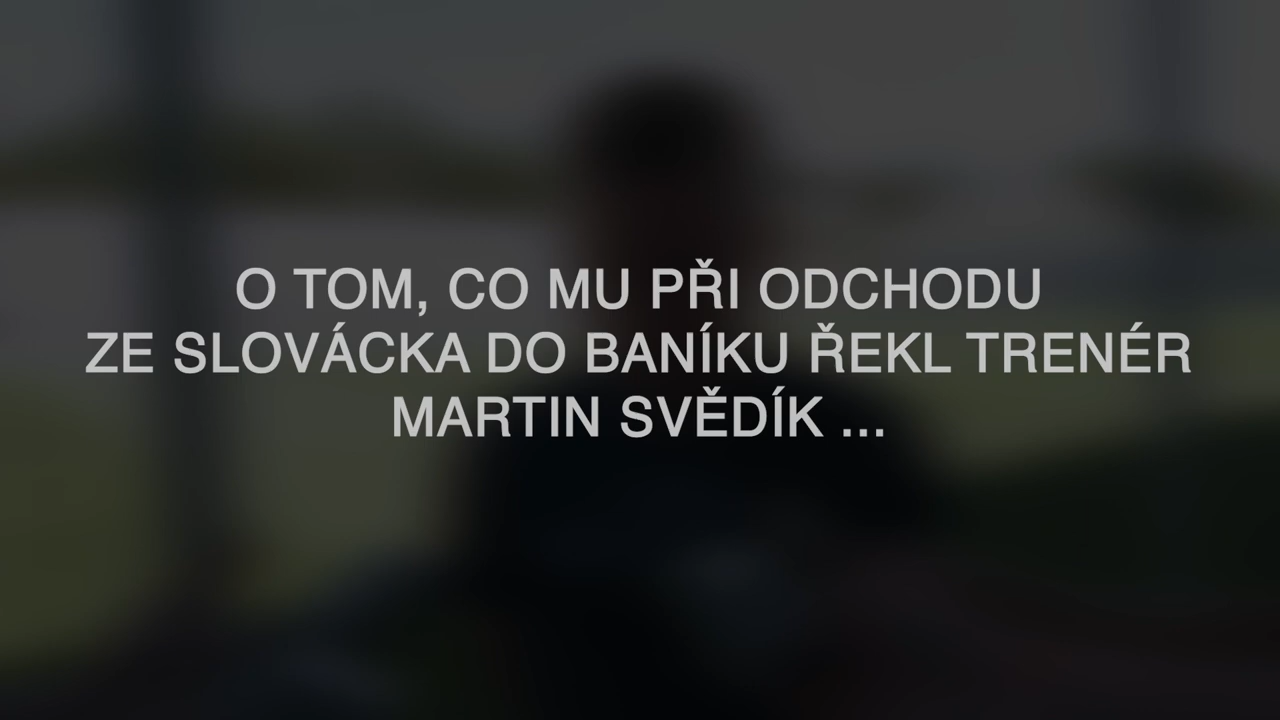 O TOM, CO MU PŘI ODCHODU
ZE SLOVÁCKA DO BANÍKU ŘEKL TRENÉR
MARTIN SVĚDÍK ...